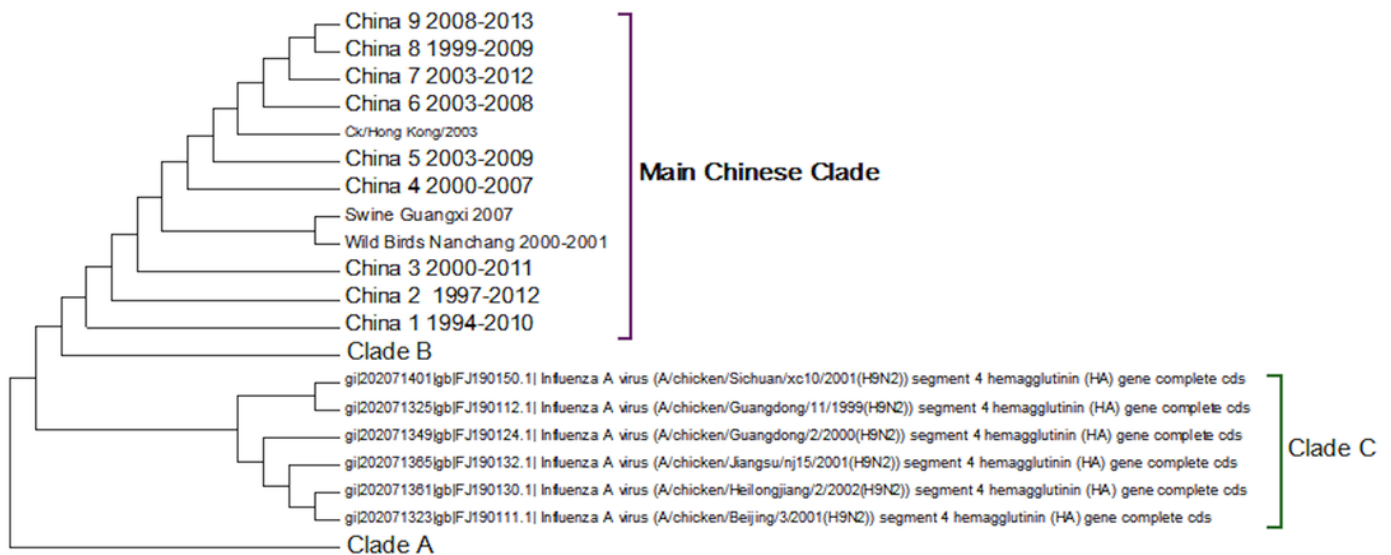 China 9 2008-2013
China 8 1999-2009
China 7 2003-2012
China 6 2003-2008
Ck/Hong Kong/2003
China 5 2003-2009
China 4 2000-2007
Swine Guangxi 2007
Wild Birds Nanchang 2000-2001
China 3 2000-2011
China 2 1997-2012
China 1 1994-2010
Main Chinese Clade
Clade B
gi|202071401|gb|FJ190150.1| Influenza A virus (A/chicken/Sichuan/xc10/2001(H9N2)) segment 4 hemagglutinin (HA) gene complete cds
gi|202071325|gb|FJ190112.1| Influenza A virus (A/chicken/Guangdong/11/1999(H9N2)) segment 4 hemagglutinin (HA) gene complete cds
gi|202071349|gb|FJ190124.1| Influenza A virus (A/chicken/Guangdong/2/2000(H9N2)) segment 4 hemagglutinin (HA) gene complete cds
gi|202071365|gb|FJ190132.1| Influenza A virus (A/chicken/Jiangsu/nj15/2001(H9N2)) segment 4 hemagglutinin (HA) gene complete cds
gi|202071361|gb|FJ190130.1| Influenza A virus (A/chicken/Heilongjiang/2/2002(H9N2)) segment 4 hemagglutinin (HA) gene complete cds
gi|202071323|gb|FJ190111.1| Influenza A virus (A/chicken/Beijing/3/2001(H9N2)) segment 4 hemagglutinin (HA) gene complete cds
Clade C
Clade A